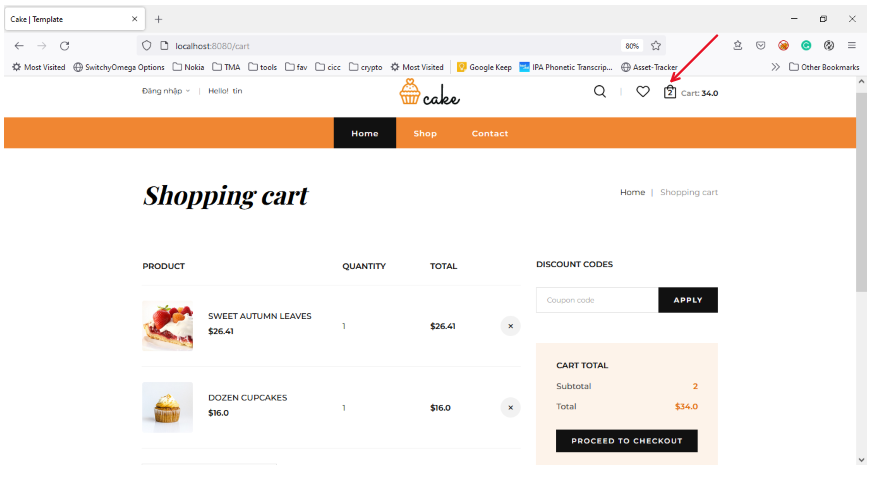 Cake | Template
localhost:8080/cart
80%
Most Visited
SwitchyOmega Options
Nokia
TMA
tools
fav
cicc
crypto
Most Visited
Google Keep
IPA Phonetic Transcrip...
Asset-Tracker
Other Bookmarks
Đăng nhập
Hello! tin
cake
2
Cart: 34.0
Home
Shop
Contact
Shopping cart
Home | Shopping cart
PRODUCT
QUANTITY
TOTAL
SWEET AUTUMN LEAVES
$26.41
1
$26.41
DOZEN CUPCAKES
$16.0
1
$16.0
DISCOUNT CODES
Coupon code
APPLY
CART TOTAL
Subtotal
2
Total
$34.0
PROCEED TO CHECKOUT